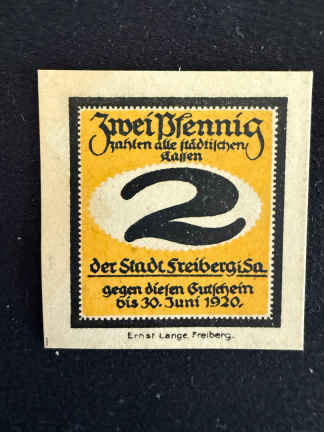 Zwei Pfennig
zahlen alle städtischen
Cassen
2
der Stadt Freiberg i. Sa.
gegen diesen Gutschein
bis 30. Juni 1920.
Ernst Lange, Freiberg.